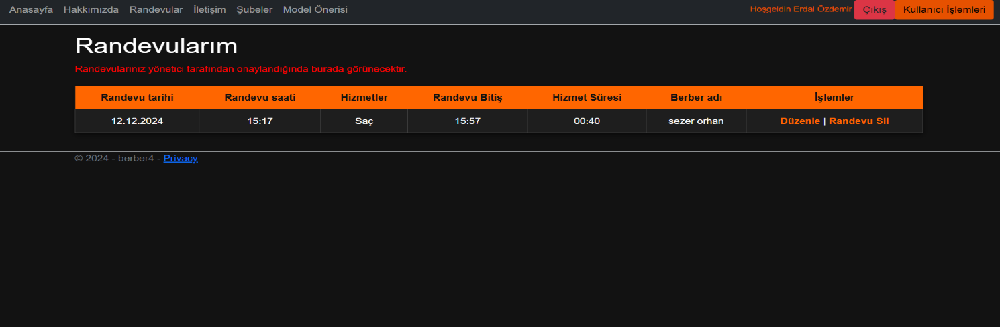 Anasayfa Hakkımızda Randevular İletişim Şubeler Model Önerisi Hoşgeldin Erdal Özdemir Çıkış Kullanıcı İşlemleri
Randevularım
Randevularınız yönetici tarafından onaylandığında burada görünecektir.
Randevu tarihi Randevu saati Hizmetler Randevu Bitiş Hizmet Süresi Berber adı İşlemler
12.12.2024 15:17 Saç 15:57 00:40 sezer orhan Düzenle | Randevu Sil
© 2024 - berber4 - Privacy